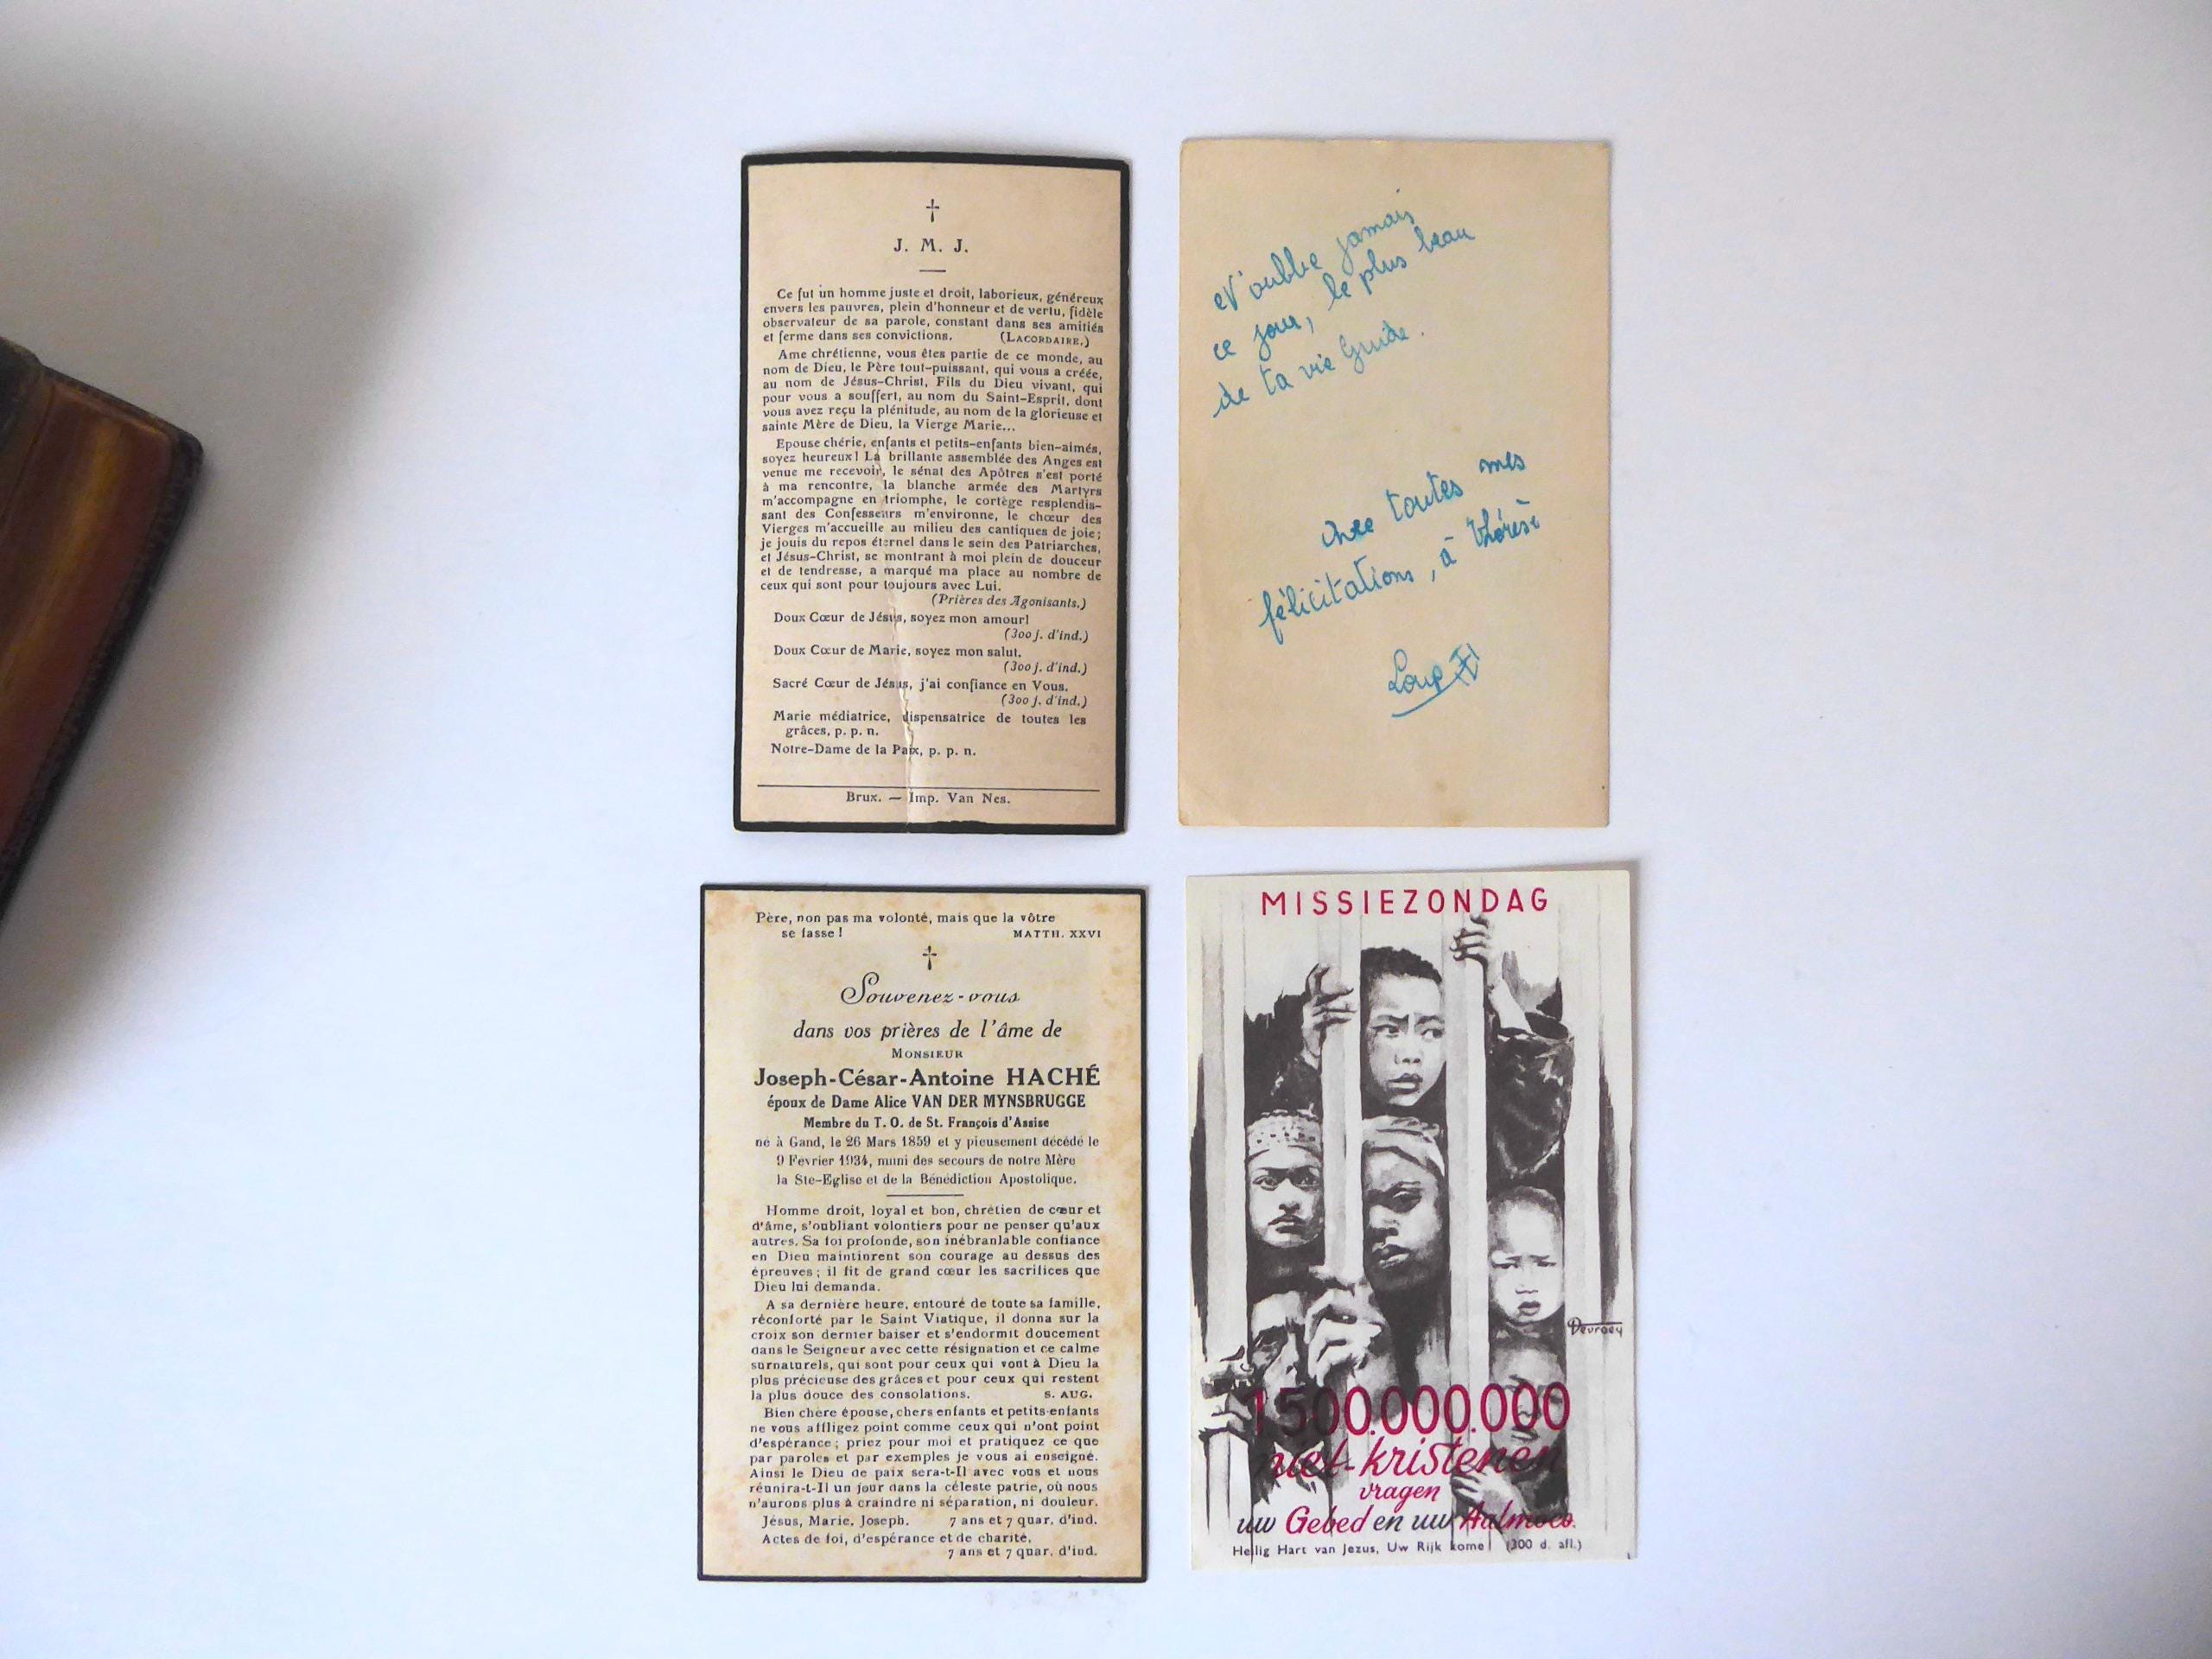 †
J. M. J.
Ce fut un homme juste et droit, laborieux, généreux
envers les pauvres, plein d'honneur et de vertu, fidèle
observateur de sa parole, constant dans ses amitiés
et ferme dans ses convictions. (LACORDAIRE.)
Ame chrétienne, vous êtes partie de ce monde, au
nom de Dieu, le Père tout-puissant, qui vous a créée,
au nom de Jésus-Christ, Fils du Dieu vivant, qui
pour vous a souffert, au nom du Saint-Esprit, dont
vous avez reçu la plénitude, au nom de la glorieuse et
sainte Mère de Dieu, la Vierge Marie...
Epouse chérie, enfants et petits-enfants bien-aimés,
soyez heureux! La brillante assemblée des Anges est
venue me recevoir, le sénat des Apôtres s'est porté
à ma rencontre, la blanche armée des Martyrs
m'accompagne en triomphe, le cortège resplendis-
sant des Confesseurs m'environne, le chœur des
Vierges m'accueille au milieu des cantiques de joie;
je jouis du repos éternel dans le sein des Patriarches,
et Jésus-Christ, se montrant à moi plein de douceur
et de tendresse, a marqué ma place au nombre de
ceux qui sont pour toujours avec Lui.
(Prières des Agonisants.)
Doux Cœur de Jésus, soyez mon amour!
(300 j. d'ind.)
Doux Cœur de Marie, soyez mon salut.
(300 j. d'ind.)
Sacré Cœur de Jésus, j'ai confiance en Vous.
(300 j. d'ind.)
Marie médiatrice, dispensatrice de toutes les
grâces, p. p. n.
Notre-Dame de la Paix, p. p. n.
Brux. — Imp. Van Nes.
N'oublie jamais
ce jour, le plus beau
de ta vie Guide.
Avec toutes mes
félicitations, à Thérèse
Loup
Père, non pas ma volonté, mais que la vôtre
se fasse ! MATTH. XXVI
†
Souvenez-vous
dans vos prières de l'âme de
MONSIEUR
Joseph-César-Antoine HACHÉ
époux de Dame Alice VAN DER MYNSBRUGGE
Membre du T. O. de St. François d'Assise
né à Gand, le 26 Mars 1859 et y pieusement décédé le
9 Février 1934, muni des secours de notre Mère
la Ste-Eglise et de la Bénédiction Apostolique.
Homme droit, loyal et bon, chrétien de cœur et
d'âme, s'oubliant volontiers pour ne penser qu'aux
autres. Sa foi profonde, son inébranlable confiance
en Dieu maintinrent son courage au dessus des
épreuves ; il fit de grand cœur les sacrifices que
Dieu lui demanda.
A sa dernière heure, entouré de toute sa famille,
réconforté par le Saint Viatique, il donna sur la
croix son dernier baiser et s'endormit doucement
dans le Seigneur avec cette résignation et ce calme
surnaturels, qui sont pour ceux qui vont à Dieu la
plus précieuse des grâces et pour ceux qui restent
la plus douce des consolations. S. AUG.
Bien chère épouse, chers enfants et petits-enfants
ne vous affligez point comme ceux qui n'ont point
d'espérance ; priez pour moi et pratiquez ce que
par paroles et par exemples je vous ai enseigné.
Ainsi le Dieu de paix sera-t-Il avec vous et nous
réunira-t-Il un jour dans la céleste patrie, où nous
n'aurons plus à craindre ni séparation, ni douleur.
Jésus, Marie, Joseph. 7 ans et 7 quar. d'ind.
Actes de foi, d'espérance et de charité.
7 ans et 7 quar. d'ind.
MISSIEZONDAG
Devroey
1500.000.000
niet-kristenen
vragen
uw Gebed en uw Aalmoes.
Heilig Hart van Jezus, Uw Rijk kome! (300 d. afl.)